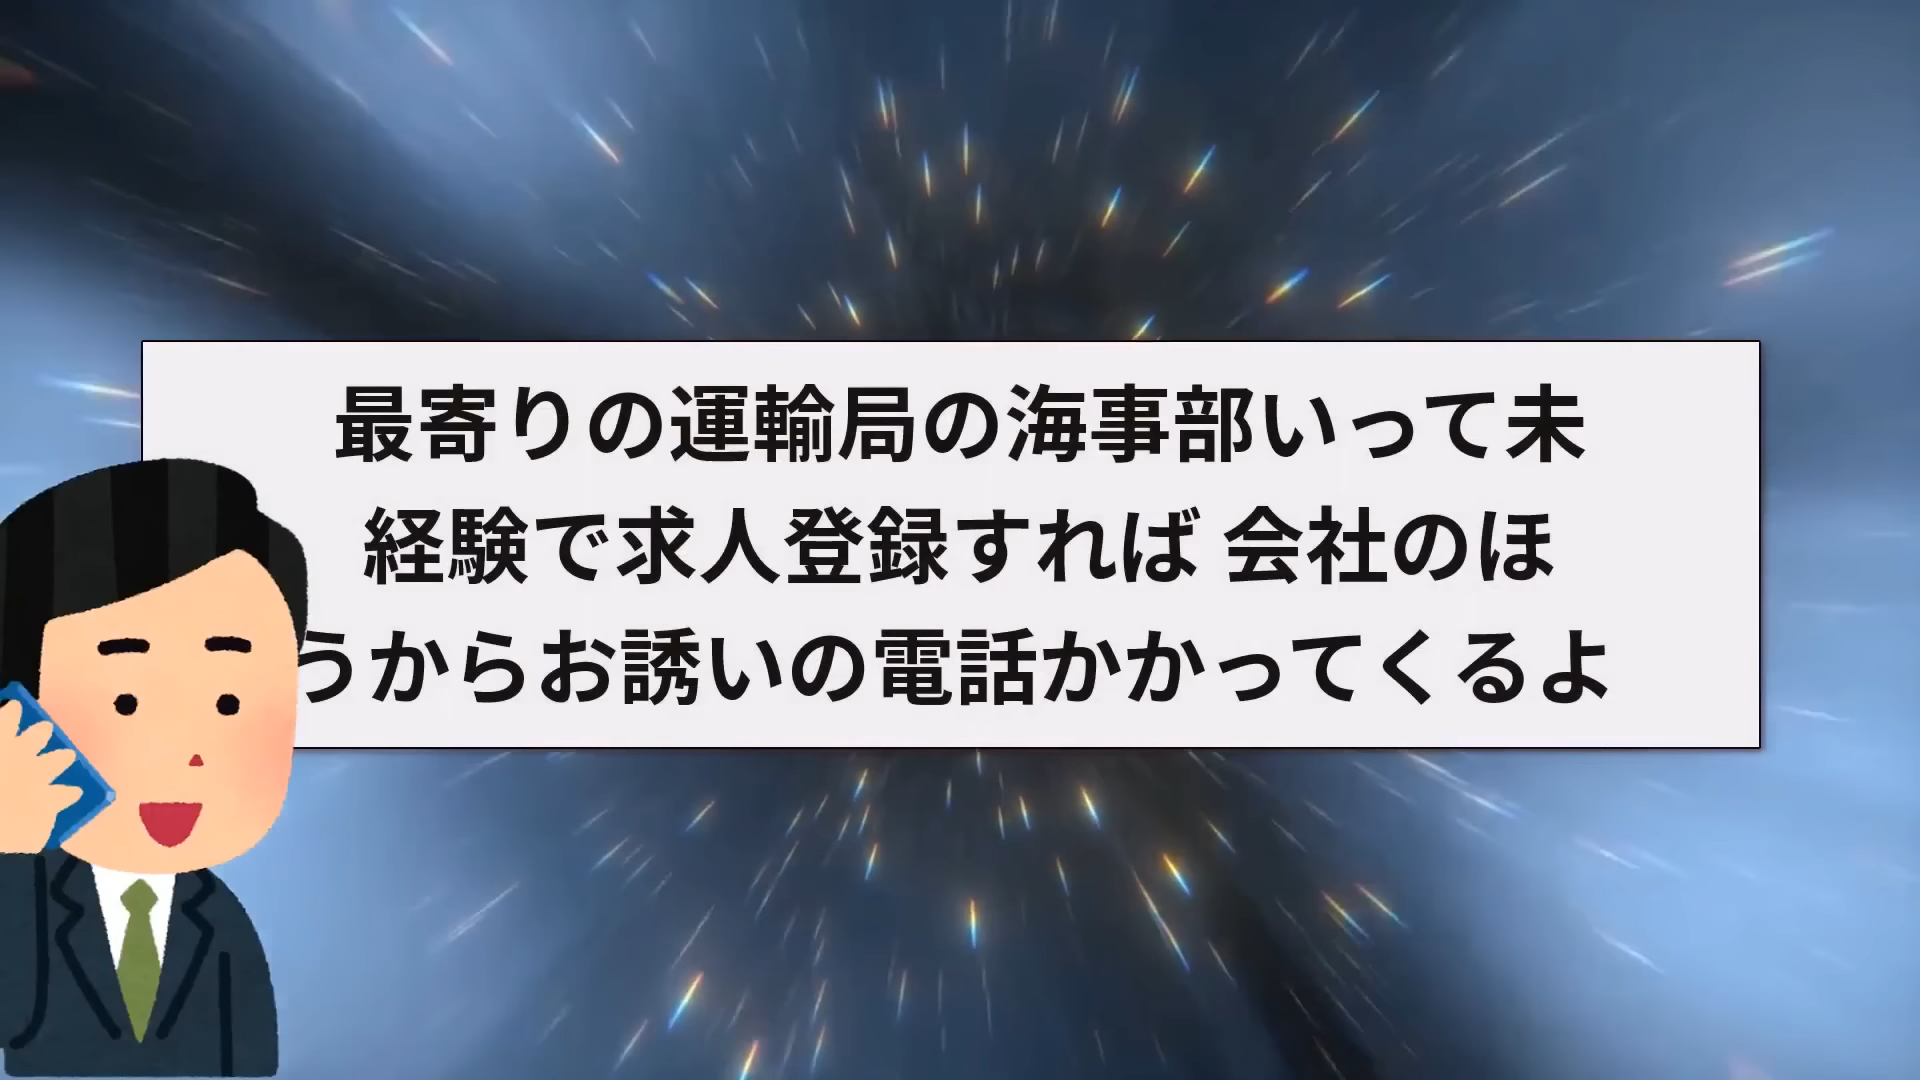 最寄りの運輸局の海事部いって未
経験で求人登録すれば 会社のほ
うからお誘いの電話かかってくるよ